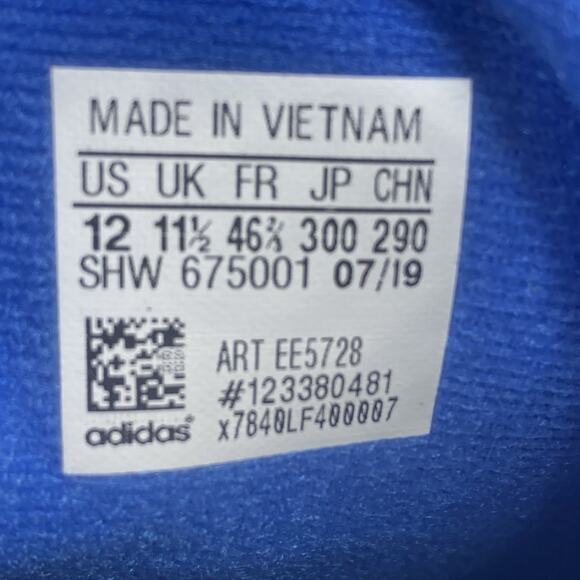 MADE IN VIETNAM
US UK FR JP CHN
12 11½ 46⅔ 300 290
SHW 675001 07/19
ART EE5728
#123380481
x7840LF400007
adidas®